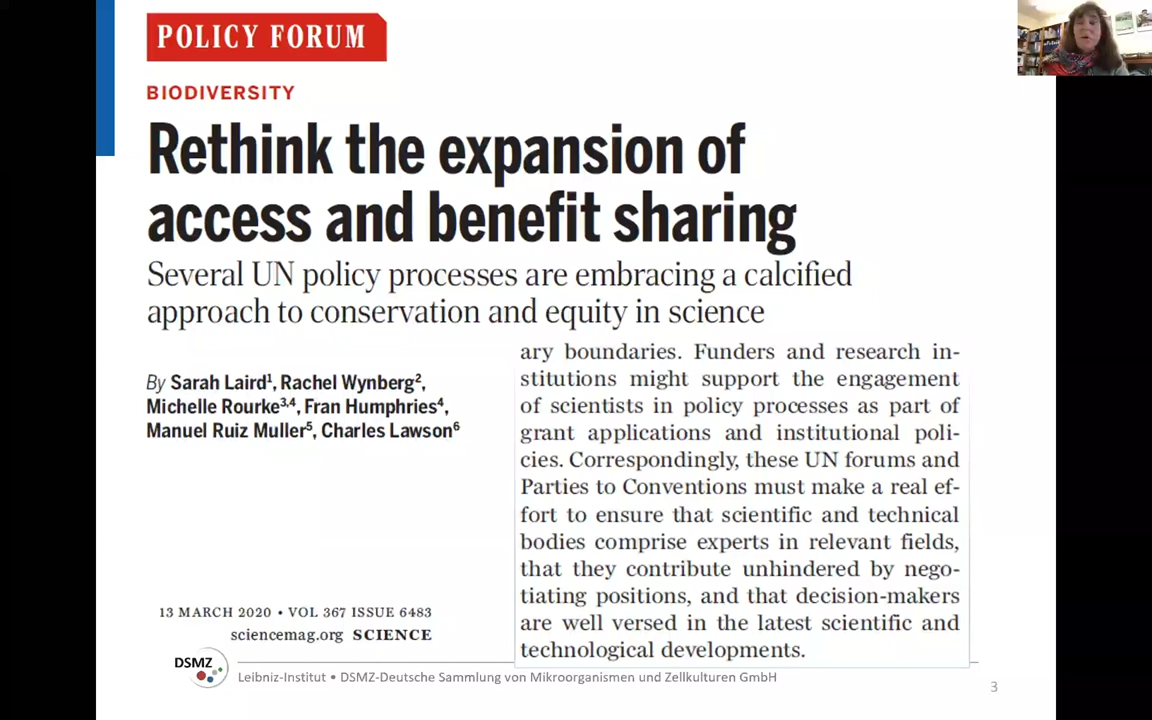 POLICY FORUM
BIODIVERSITY
Rethink the expansion of
access and benefit sharing
Several UN policy processes are embracing a calcified
approach to conservation and equity in science
By Sarah Laird¹, Rachel Wynberg²,
Michelle Rourke³,⁴, Fran Humphries⁴,
Manuel Ruiz Muller⁵, Charles Lawson⁶
ary boundaries. Funders and research in-
stitutions might support the engagement
of scientists in policy processes as part of
grant applications and institutional poli-
cies. Correspondingly, these UN forums and
Parties to Conventions must make a real ef-
fort to ensure that scientific and technical
bodies comprise experts in relevant fields,
that they contribute unhindered by nego-
tiating positions, and that decision-makers
are well versed in the latest scientific and
technological developments.
13 MARCH 2020 • VOL 367 ISSUE 6483
sciencemag.org SCIENCE
DSMZ
Leibniz-Institut • DSMZ-Deutsche Sammlung von Mikroorganismen und Zellkulturen GmbH
3